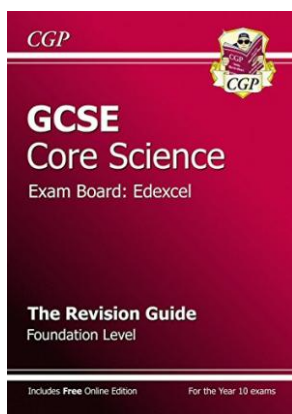 CGP
CGP
CGP
GCSE
Core Science
Exam Board: Edexcel
The Revision Guide
Foundation Level
Includes Free Online Edition
For the Year 10 exams